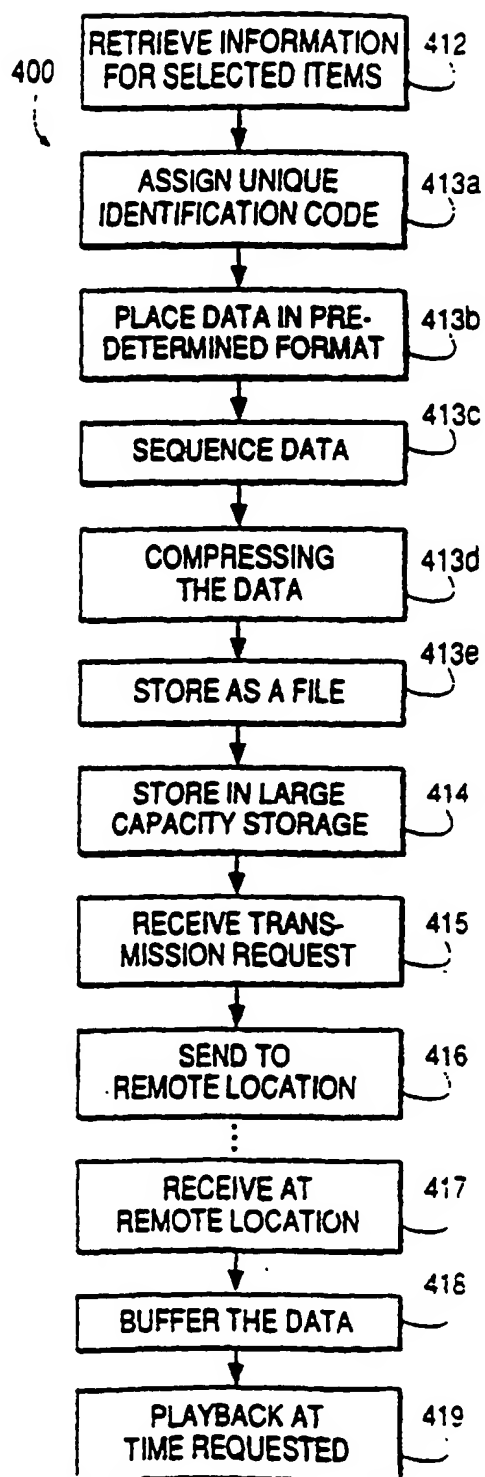 400
RETRIEVE INFORMATION
FOR SELECTED ITEMS
412
ASSIGN UNIQUE
IDENTIFICATION CODE
413a
PLACE DATA IN PRE-
DETERMINED FORMAT
413b
SEQUENCE DATA
413c
COMPRESSING
THE DATA
413d
STORE AS A FILE
413e
STORE IN LARGE
CAPACITY STORAGE
414
RECEIVE TRANS-
MISSION REQUEST
415
SEND TO
REMOTE LOCATION
416
RECEIVE AT
REMOTE LOCATION
417
BUFFER THE DATA
418
PLAYBACK AT
TIME REQUESTED
419